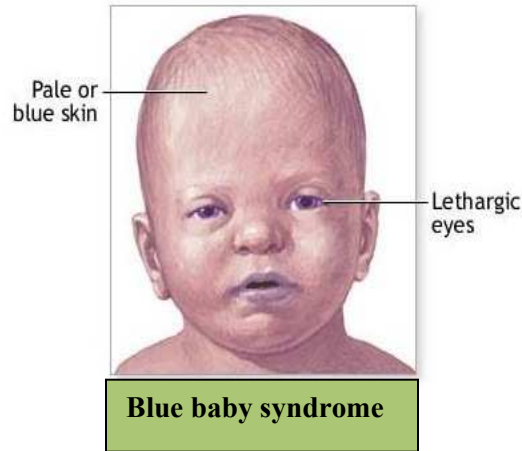 Pale or
blue skin
Lethargic
eyes
Blue baby syndrome